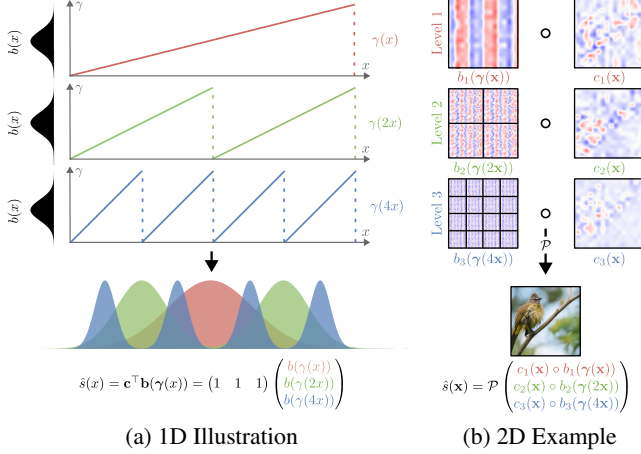 b(x)
γ
γ(x)
x
b(x)
γ
γ(2x)
x
b(x)
γ
γ(4x)
x
ŝ(x) = c⊤b(γ(x)) = (1 1 1) (b(γ(x))
b(γ(2x))
b(γ(4x)))
(a) 1D Illustration
Level 1
b₁(γ(x)) ∘ c₁(x)
Level 2
b₂(γ(2x)) ∘ c₂(x)
Level 3
b₃(γ(4x)) ∘ c₃(x)
𝒫
ŝ(x) = 𝒫 (c₁(x) ∘ b₁(γ(x))
c₂(x) ∘ b₂(γ(2x))
c₃(x) ∘ b₃(γ(4x)))
(b) 2D Example